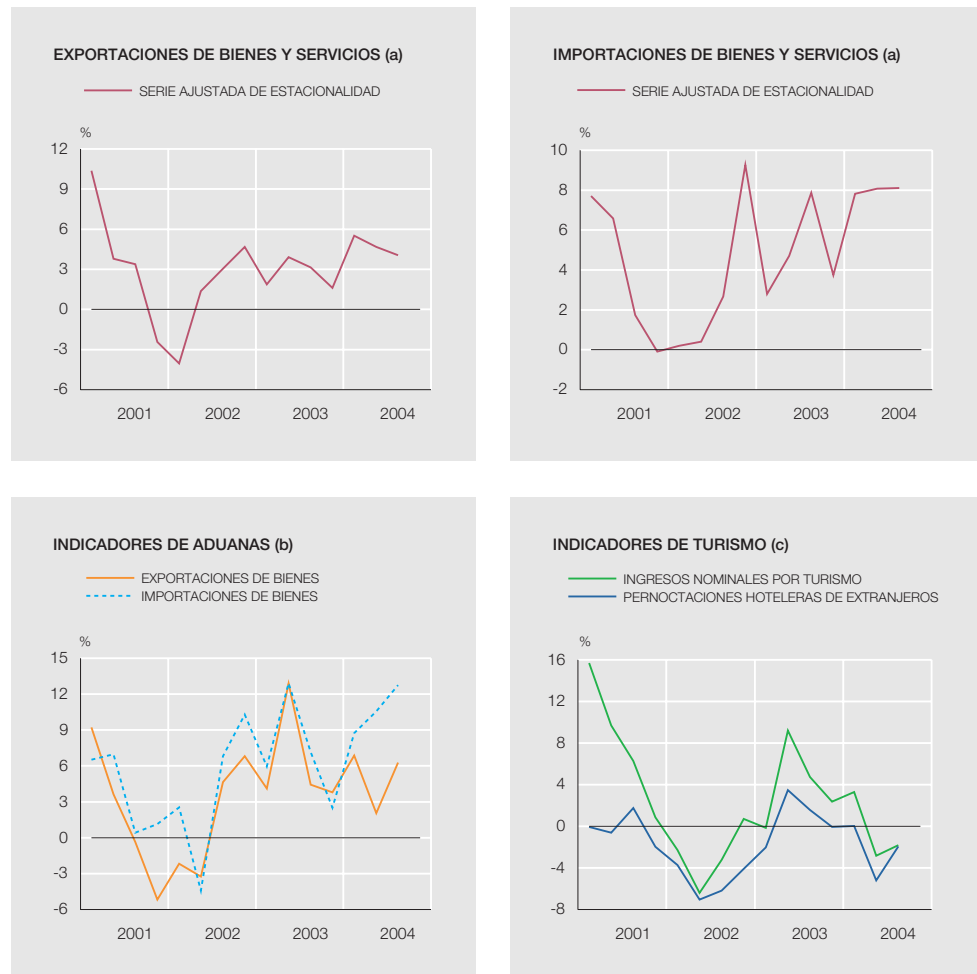 EXPORTACIONES DE BIENES Y SERVICIOS (a)
SERIE AJUSTADA DE ESTACIONALIDAD
%
12
9
6
3
0
-3
-6
2001 2002 2003 2004
IMPORTACIONES DE BIENES Y SERVICIOS (a)
SERIE AJUSTADA DE ESTACIONALIDAD
%
10
8
6
4
2
0
-2
2001 2002 2003 2004
INDICADORES DE ADUANAS (b)
EXPORTACIONES DE BIENES
IMPORTACIONES DE BIENES
%
15
12
9
6
3
0
-3
-6
2001 2002 2003 2004
INDICADORES DE TURISMO (c)
INGRESOS NOMINALES POR TURISMO
PERNOCTACIONES HOTELERAS DE EXTRANJEROS
%
16
12
8
4
0
-4
-8
2001 2002 2003 2004